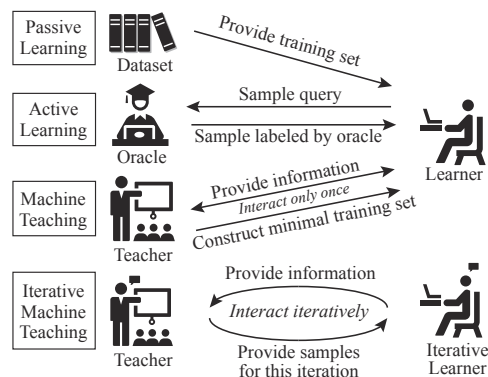 Passive
Learning
Dataset
Provide training set
Active
Learning
Oracle
Sample query
Sample labeled by oracle
Learner
Machine
Teaching
Teacher
Provide information
Interact only once
Construct minimal training set
Iterative
Machine
Teaching
Teacher
Provide information
Interact iteratively
Provide samples
for this iteration
Iterative
Learner